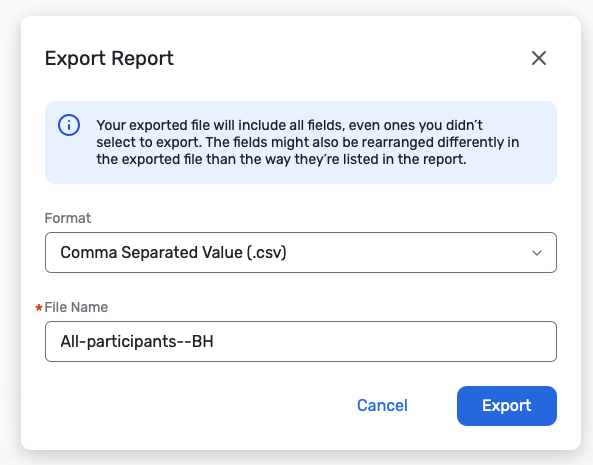 Export Report
Your exported file will include all fields, even ones you didn’t
select to export. The fields might also be rearranged differently in
the exported file than the way they’re listed in the report.
Format
Comma Separated Value (.csv)
*File Name
All-participants--BH
Cancel
Export